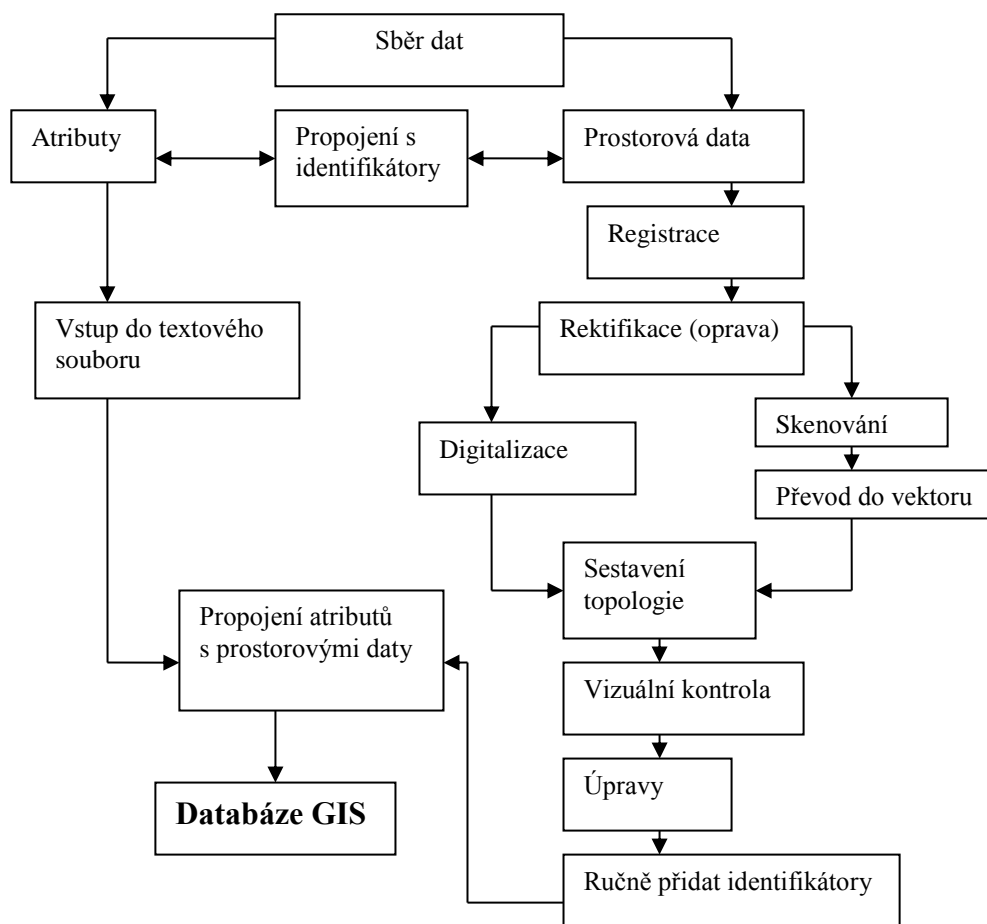 Sběr dat
Atributy
Propojení s
identifikátory
Prostorová data
Registrace
Vstup do textového
souboru
Rektifikace (oprava)
Skenování
Digitalizace
Převod do vektoru
Sestavení
topologie
Propojení atributů
s prostorovými daty
Vizuální kontrola
Úpravy
Databáze GIS
Ručně přidat identifikátory